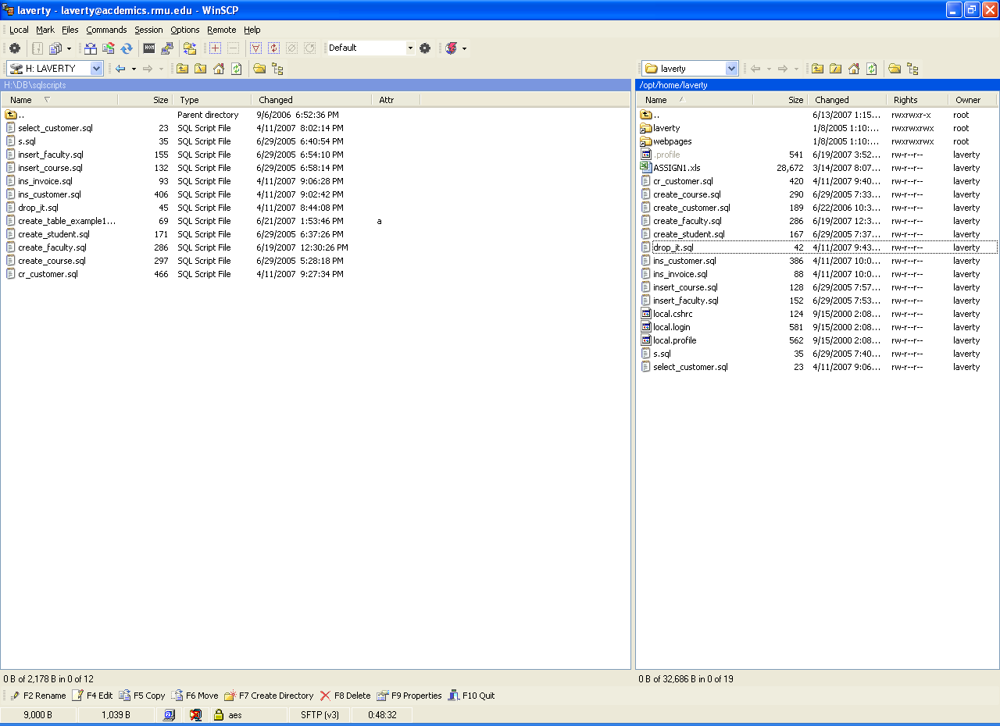 laverty - laverty@acdemics.rmu.edu - WinSCP
Local Mark Files Commands Session Options Remote Help
Default
H: LAVERTY
laverty
H:\DB\sqlscripts
/opt/home/laverty
Name Size Type Changed Attr
.. Parent directory 9/6/2006 6:52:36 PM
select_customer.sql 23 SQL Script File 4/11/2007 8:02:14 PM
s.sql 35 SQL Script File 6/29/2005 6:40:54 PM
insert_faculty.sql 155 SQL Script File 6/29/2005 6:54:10 PM
insert_course.sql 132 SQL Script File 6/29/2005 6:58:14 PM
ins_invoice.sql 93 SQL Script File 4/11/2007 9:06:28 PM
ins_customer.sql 406 SQL Script File 4/11/2007 9:02:42 PM
drop_it.sql 45 SQL Script File 4/11/2007 8:44:08 PM
create_table_example1... 69 SQL Script File 6/21/2007 1:53:46 PM a
create_student.sql 171 SQL Script File 6/29/2005 6:37:26 PM
create_faculty.sql 286 SQL Script File 6/19/2007 12:30:26 PM
create_course.sql 297 SQL Script File 6/29/2005 5:28:18 PM
cr_customer.sql 466 SQL Script File 4/11/2007 9:27:34 PM
Name Size Changed Rights Owner
.. 6/13/2007 1:15... rwxrwxr-x root
laverty 1/8/2005 1:10:... rwxrwxrwx root
webpages 1/8/2005 1:10:... rwxrwxrwx root
.profile 541 6/19/2007 3:52... rw-r--r-- laverty
ASSIGN1.xls 28,672 3/14/2007 8:07... rw-r--r-- laverty
cr_customer.sql 420 4/11/2007 9:40... rw-r--r-- laverty
create_course.sql 290 6/29/2005 7:33... rw-r--r-- laverty
create_customer.sql 189 6/22/2006 10:3... rw-r--r-- laverty
create_faculty.sql 286 6/19/2007 12:3... rw-r--r-- laverty
create_student.sql 167 6/29/2005 7:37... rw-r--r-- laverty
drop_it.sql 42 4/11/2007 9:43... rw-r--r-- laverty
ins_customer.sql 386 4/11/2007 10:0... rw-r--r-- laverty
ins_invoice.sql 88 4/11/2007 10:0... rw-r--r-- laverty
insert_course.sql 128 6/29/2005 7:57... rw-r--r-- laverty
insert_faculty.sql 152 6/29/2005 7:53... rw-r--r-- laverty
local.cshrc 124 9/15/2000 2:08... rw-r--r-- laverty
local.login 581 9/15/2000 2:08... rw-r--r-- laverty
local.profile 562 9/15/2000 2:08... rw-r--r-- laverty
s.sql 35 6/29/2005 7:40... rw-r--r-- laverty
select_customer.sql 23 4/11/2007 9:06... rw-r--r-- laverty
0 B of 2,178 B in 0 of 12
0 B of 32,686 B in 0 of 19
F2 Rename F4 Edit F5 Copy F6 Move F7 Create Directory F8 Delete F9 Properties F10 Quit
9,000 B 1,039 B aes SFTP (v3) 0:48:32